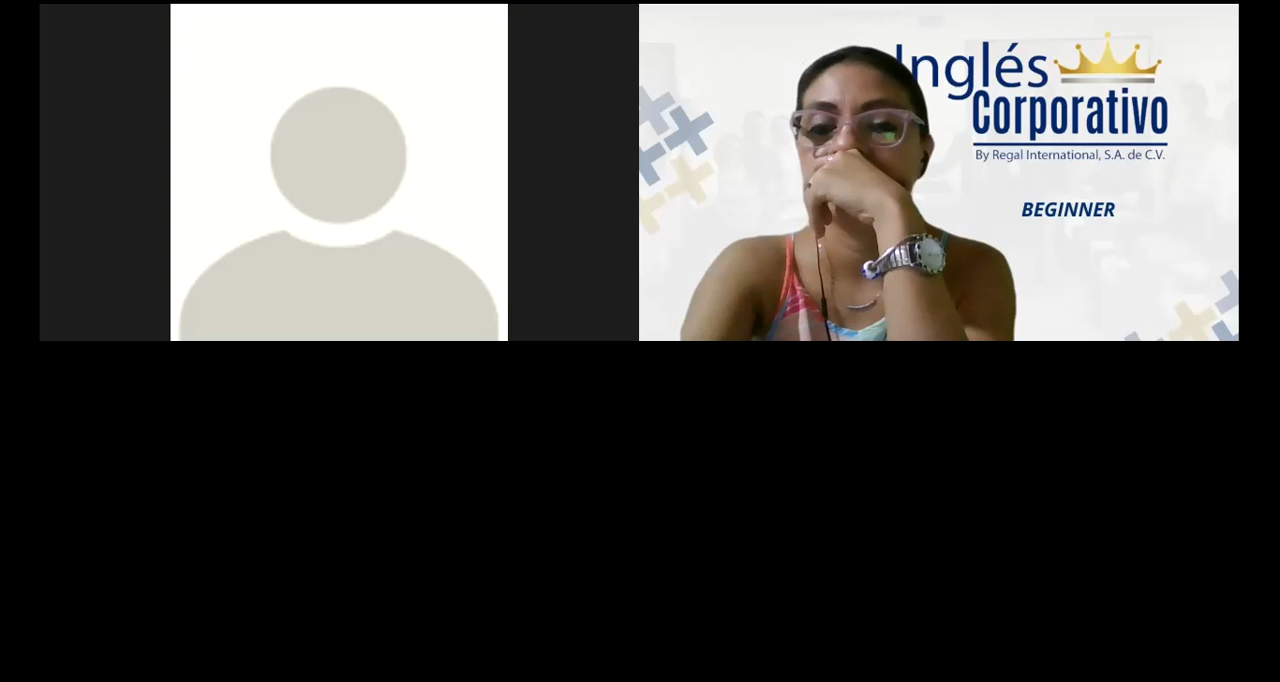 Inglés
Corporativo
By Regal International, S.A. de C.V.
BEGINNER